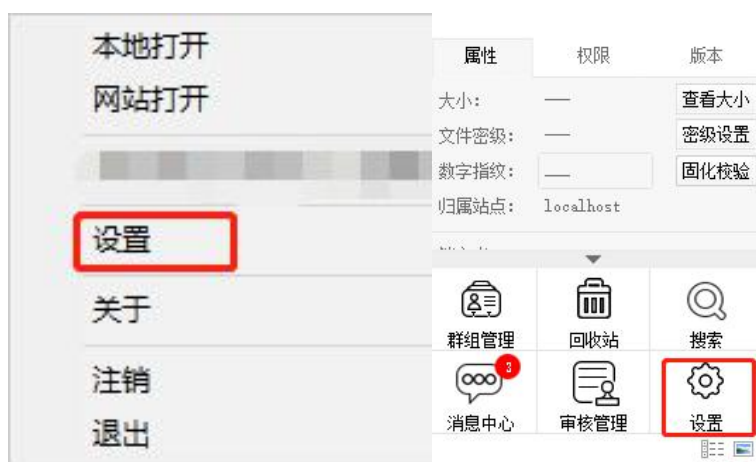 本地打开
网站打开
设置
关于
注销
退出
属性 权限 版本
大小： — 查看大小
文件密级： — 密级设置
数字指纹： — 固化校验
归属站点： localhost
群组管理 回收站 搜索
3
消息中心 审核管理 设置